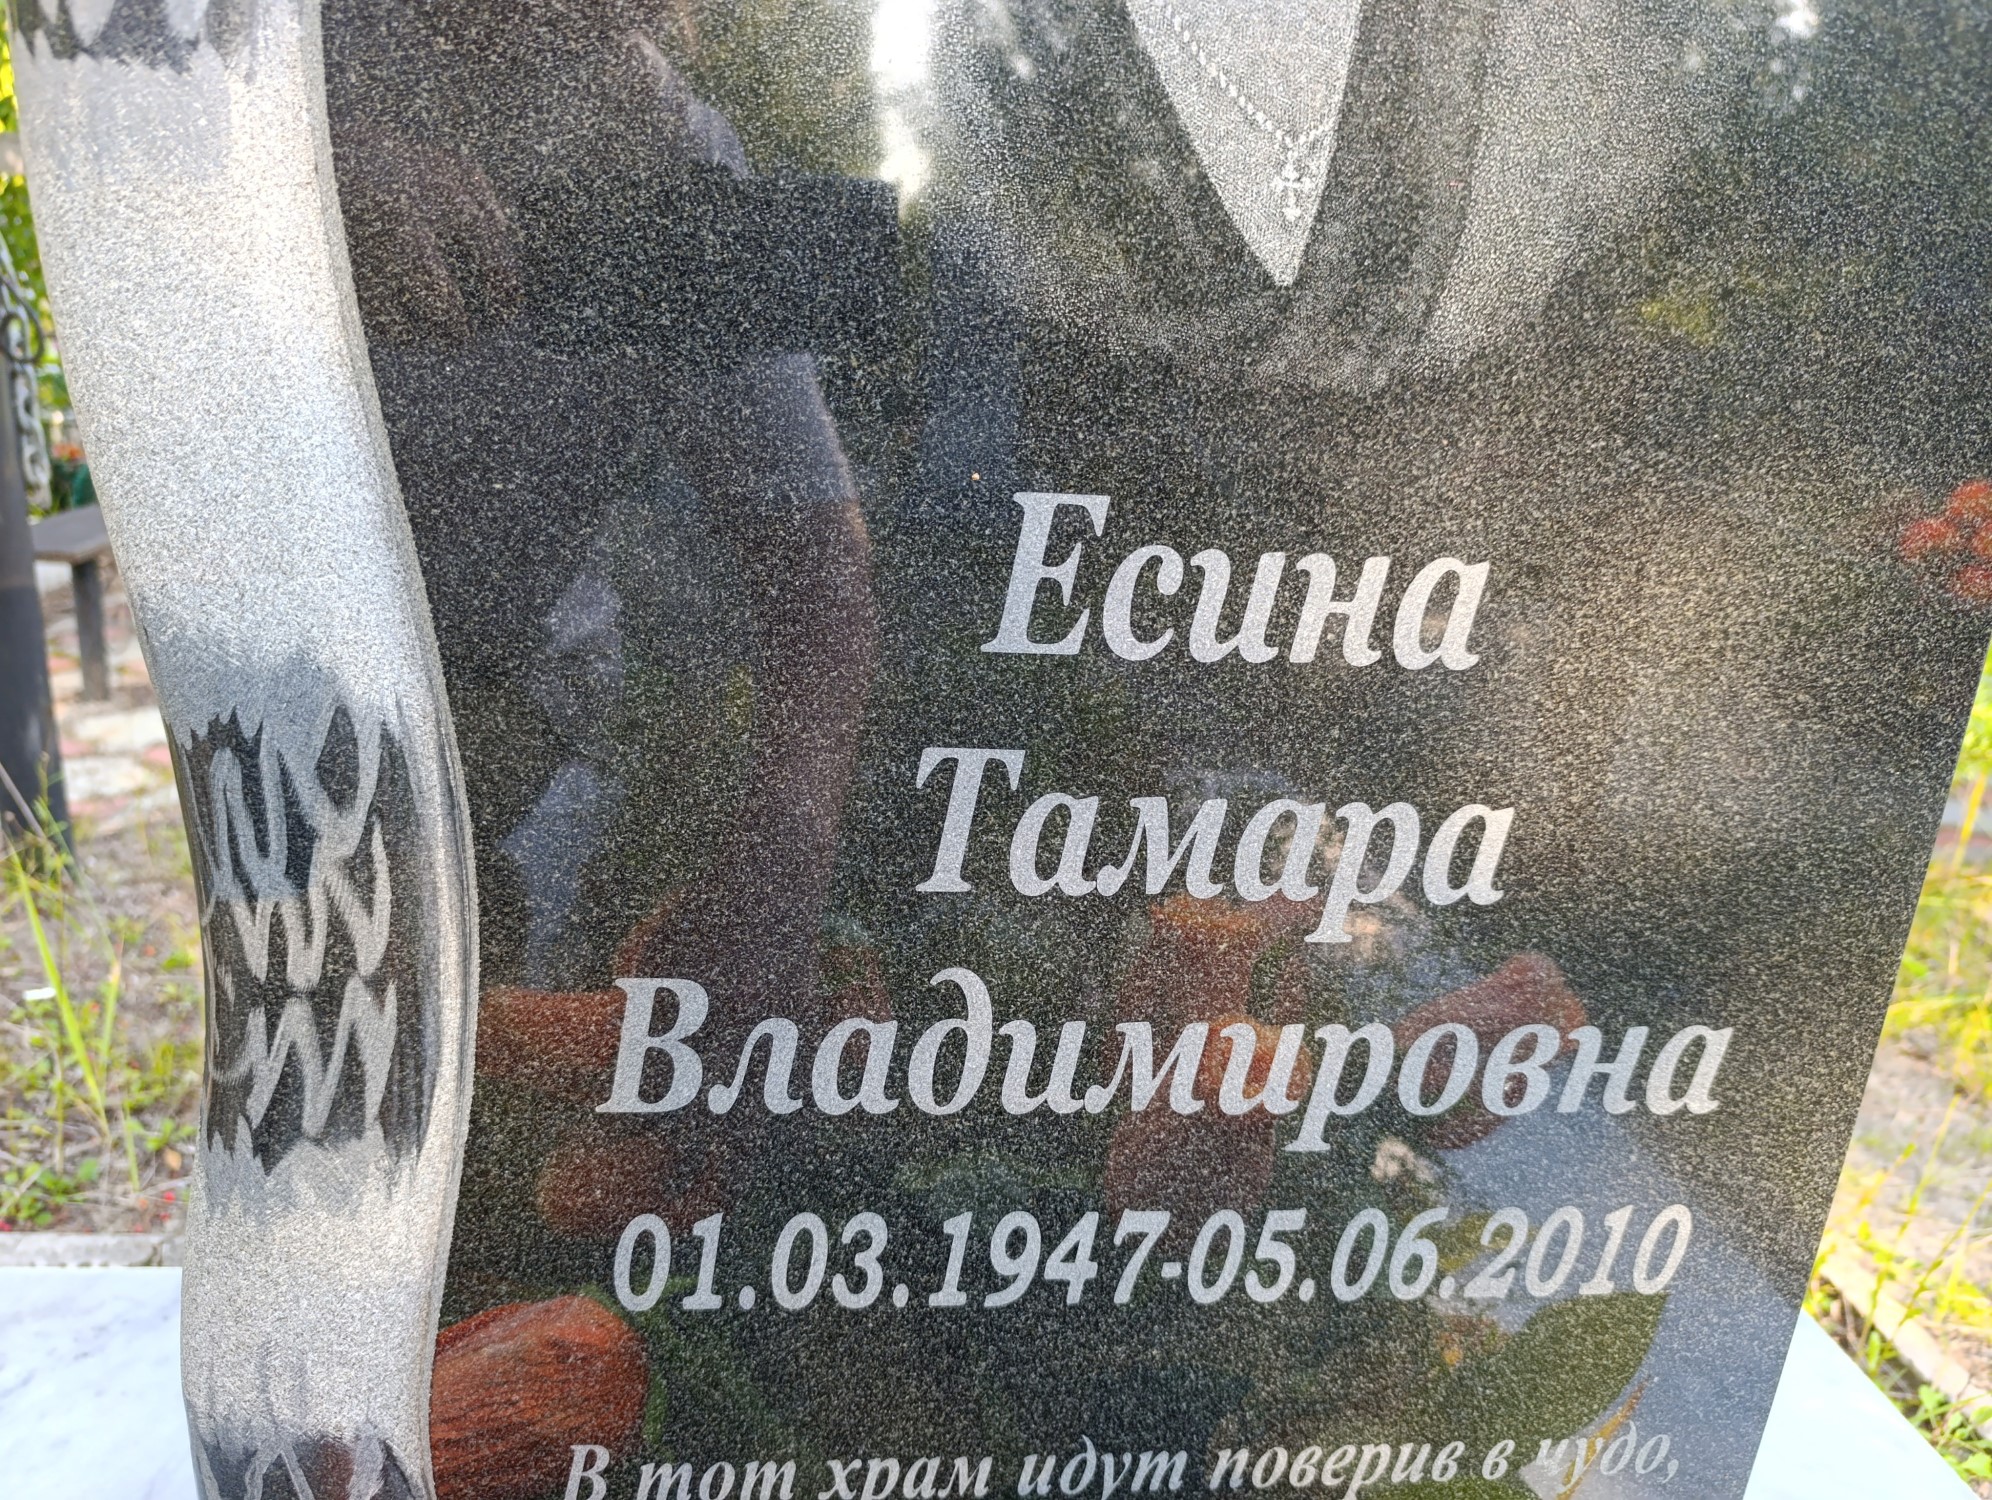 Есина
Тамара
Владимировна
01.03.1947-05.06.2010
В тот храм идут поверив в чудо,